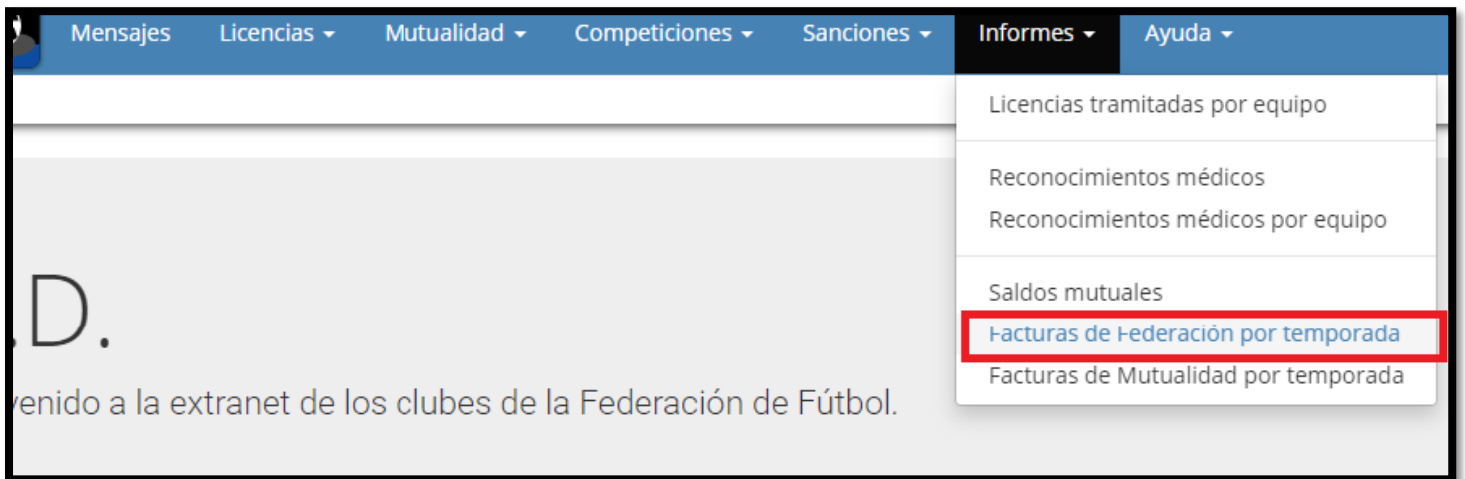 Mensajes Licencias Mutualidad Competiciones Sanciones Informes Ayuda
Licencias tramitadas por equipo
Reconocimientos médicos
Reconocimientos médicos por equipo
Saldos mutuales
Facturas de Federación por temporada
Facturas de Mutualidad por temporada
.D.
venido a la extranet de los clubes de la Federación de Fútbol.